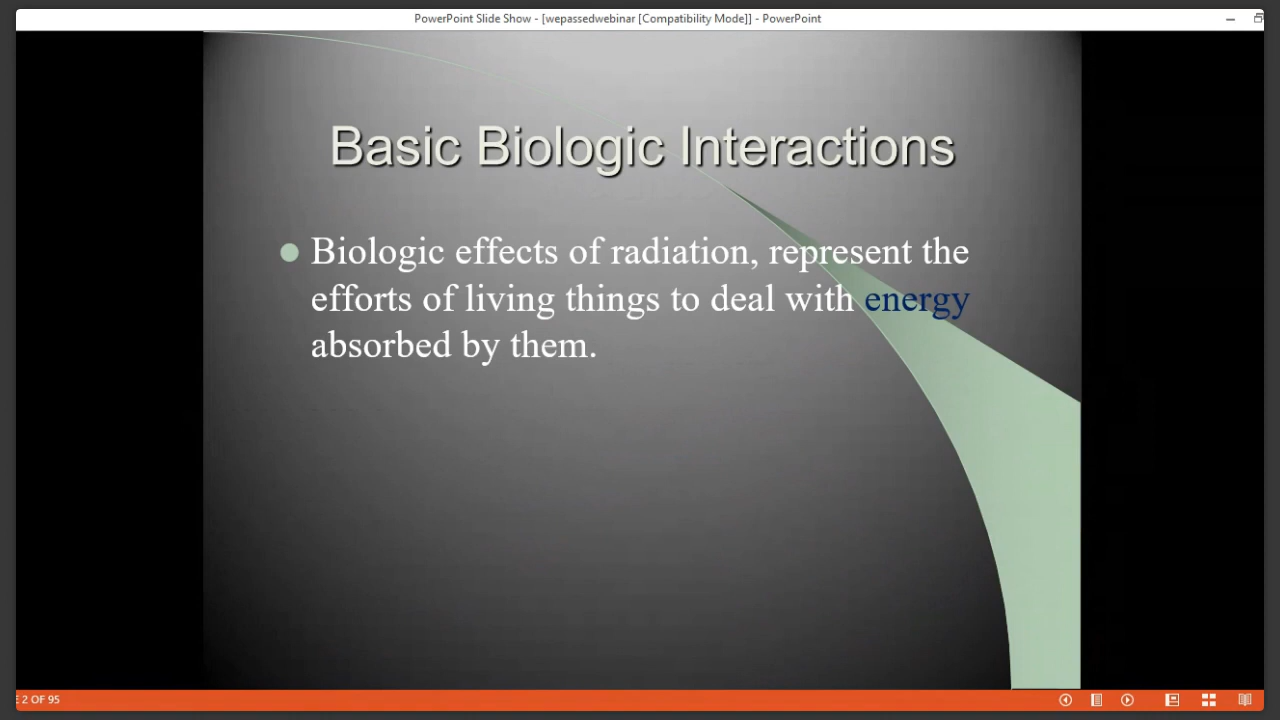 PowerPoint Slide Show - [wepassedwebinar [Compatibility Mode]] - PowerPoint
Basic Biologic Interactions
Biologic effects of radiation, represent the
efforts of living things to deal with energy
absorbed by them.
E 2 OF 95